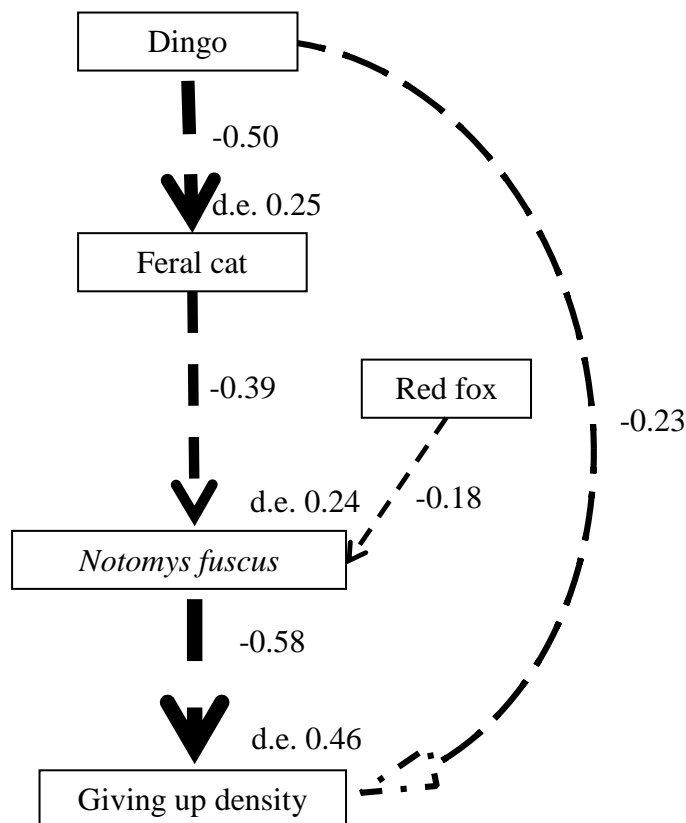 Dingo
-0.50
d.e. 0.25
Feral cat
-0.39
Red fox
-0.23
d.e. 0.24
-0.18
Notomys fuscus
-0.58
d.e. 0.46
Giving up density